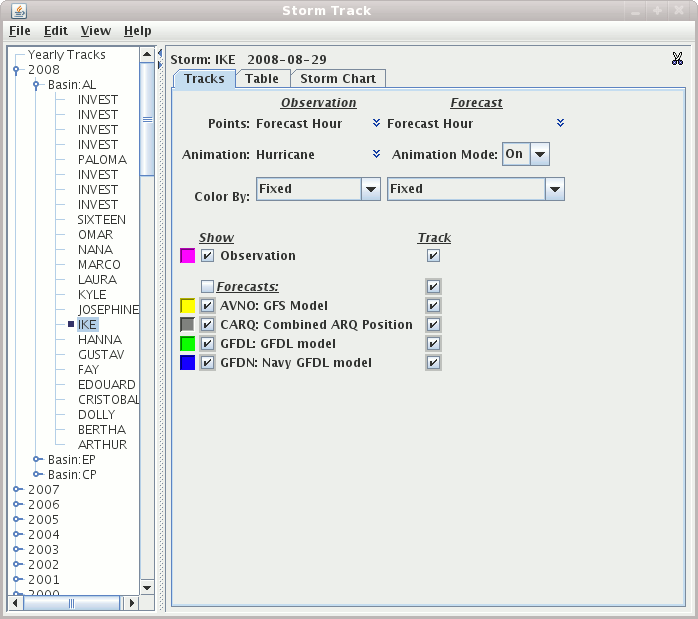 Storm Track
File Edit View Help
Yearly Tracks
2008
Basin:AL
INVEST
INVEST
INVEST
INVEST
PALOMA
INVEST
INVEST
INVEST
SIXTEEN
OMAR
NANA
MARCO
LAURA
KYLE
JOSEPHINE
IKE
HANNA
GUSTAV
FAY
EDOUARD
CRISTOBAL
DOLLY
BERTHA
ARTHUR
Basin:EP
Basin:CP
2007
2006
2005
2004
2003
2002
2001
2000
Storm: IKE 2008-08-29
Tracks Table Storm Chart
Observation Forecast
Points: Forecast Hour Forecast Hour
Animation: Hurricane Animation Mode: On
Color By: Fixed Fixed
Show Track
Observation
Forecasts:
AVNO: GFS Model
CARQ: Combined ARQ Position
GFDL: GFDL model
GFDN: Navy GFDL model